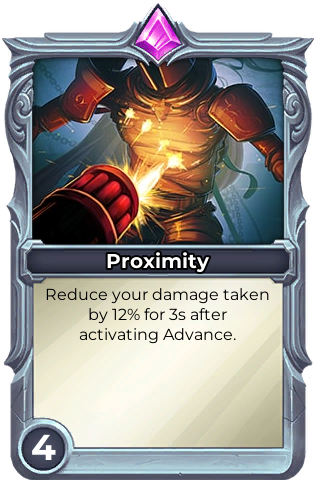 Proximity
Reduce your damage taken
by 12% for 3s after
activating Advance.
4